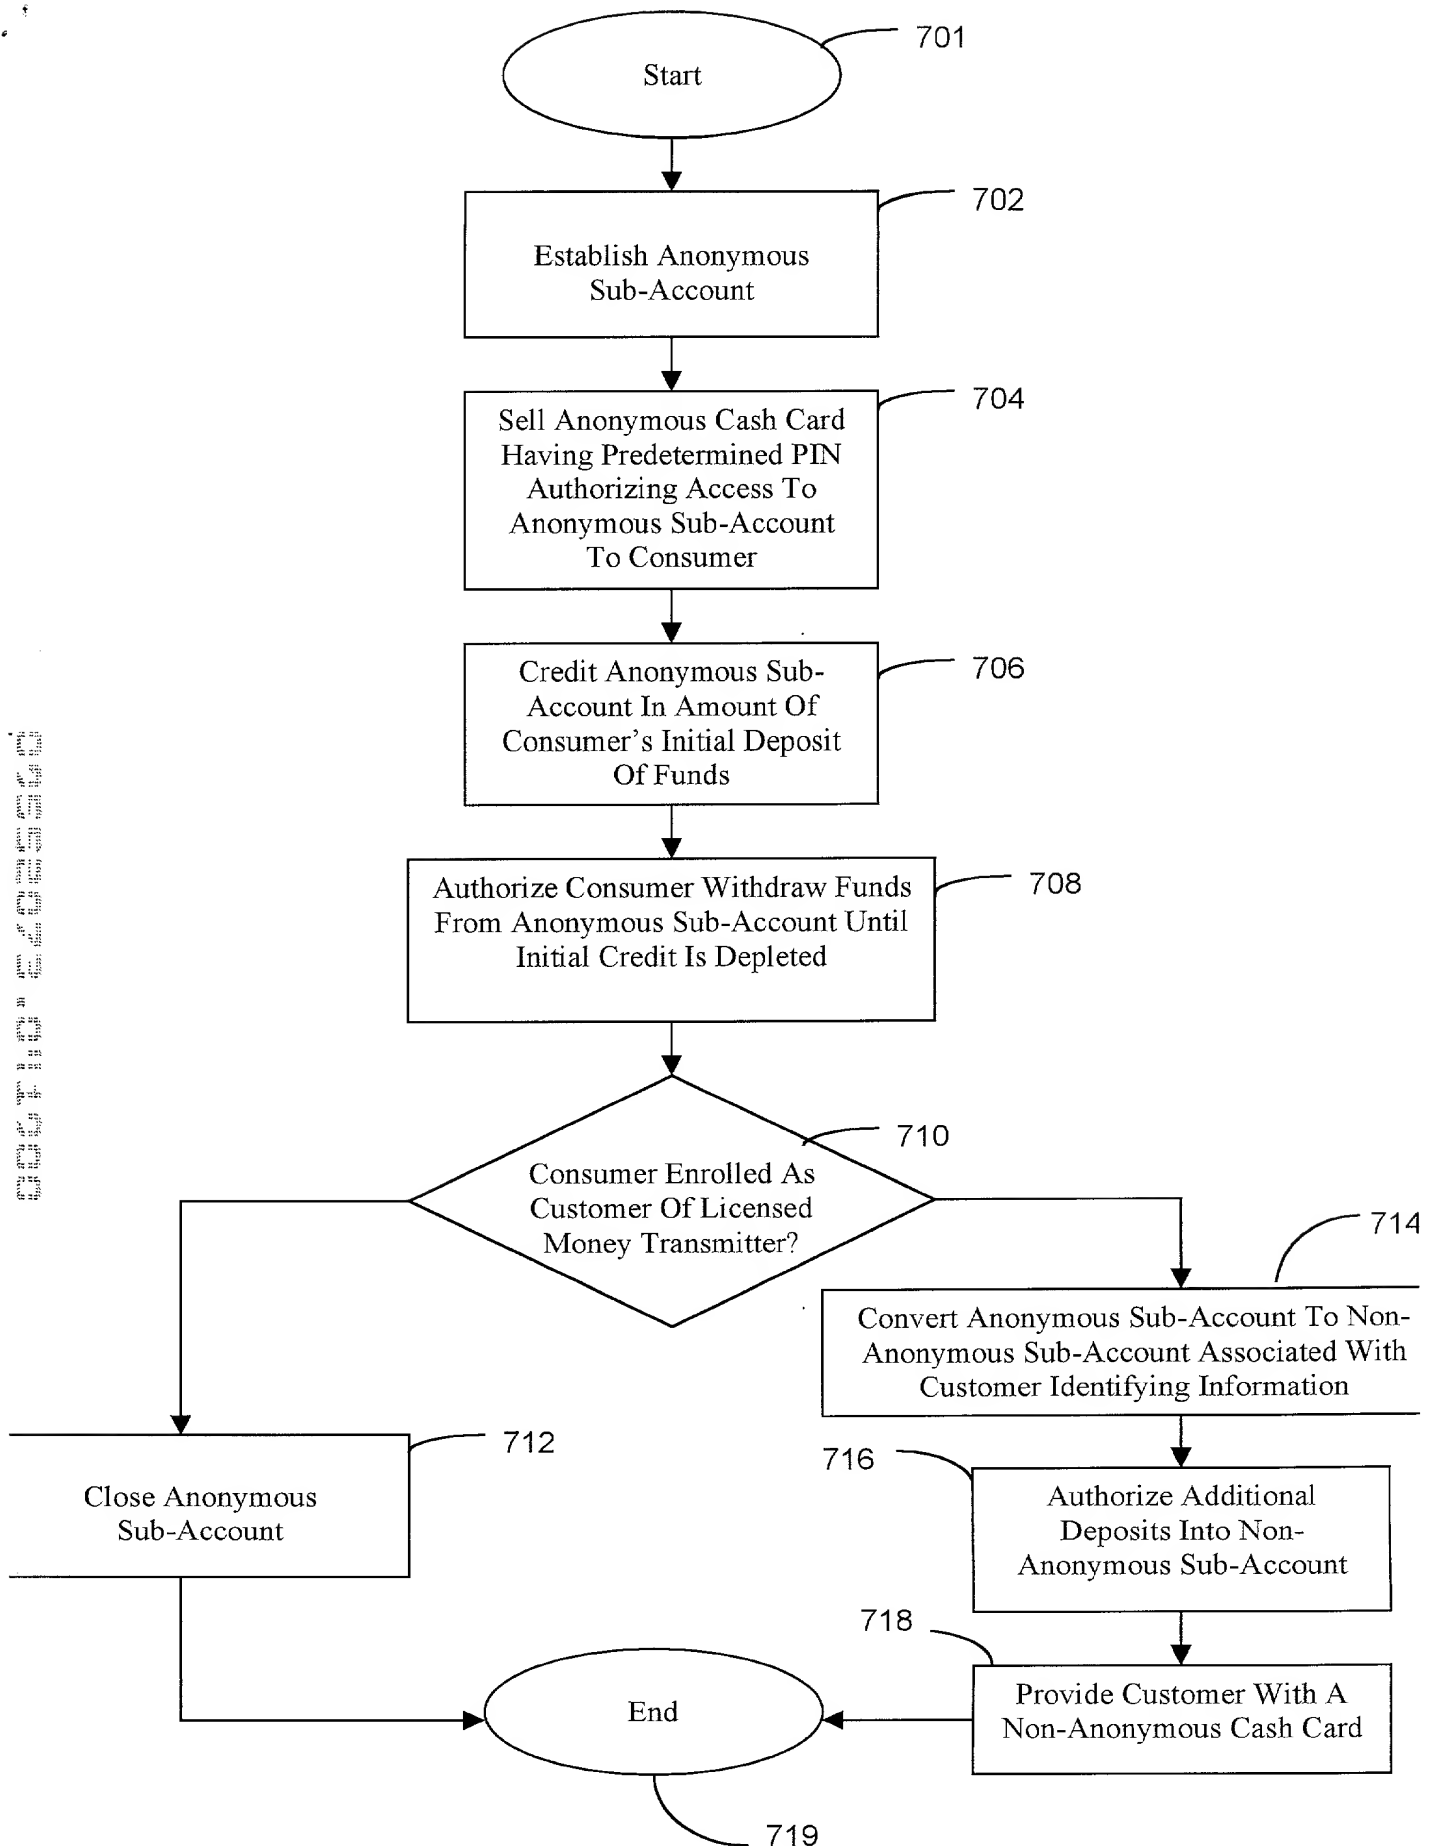 701
Start
702
Establish Anonymous
Sub-Account
704
Sell Anonymous Cash Card
Having Predetermined PIN
Authorizing Access To
Anonymous Sub-Account
To Consumer
706
Credit Anonymous Sub-
Account In Amount Of
Consumer's Initial Deposit
Of Funds
708
Authorize Consumer Withdraw Funds
From Anonymous Sub-Account Until
Initial Credit Is Depleted
710
Consumer Enrolled As
Customer Of Licensed
Money Transmitter?
714
Convert Anonymous Sub-Account To Non-
Anonymous Sub-Account Associated With
Customer Identifying Information
712
Close Anonymous
Sub-Account
716
Authorize Additional
Deposits Into Non-
Anonymous Sub-Account
718
Provide Customer With A
Non-Anonymous Cash Card
End
719